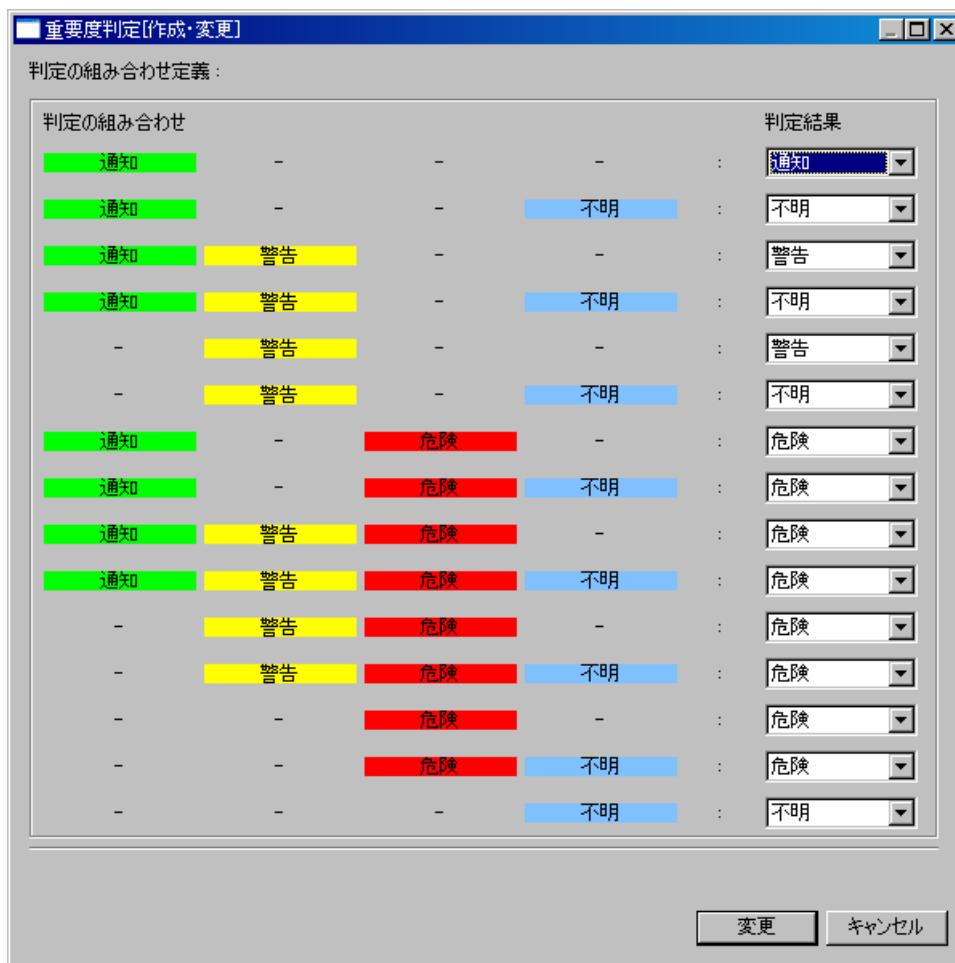 重要度判定[作成・変更]
判定の組み合わせ定義：
判定の組み合わせ 判定結果
通知 - - - : 通知
通知 - - 不明 : 不明
通知 警告 - - : 警告
通知 警告 - 不明 : 不明
- 警告 - - : 警告
- 警告 - 不明 : 不明
通知 - 危険 - : 危険
通知 - 危険 不明 : 危険
通知 警告 危険 - : 危険
通知 警告 危険 不明 : 危険
- 警告 危険 - : 危険
- 警告 危険 不明 : 危険
- - 危険 - : 危険
- - 危険 不明 : 危険
- - - 不明 : 不明
変更 キャンセル